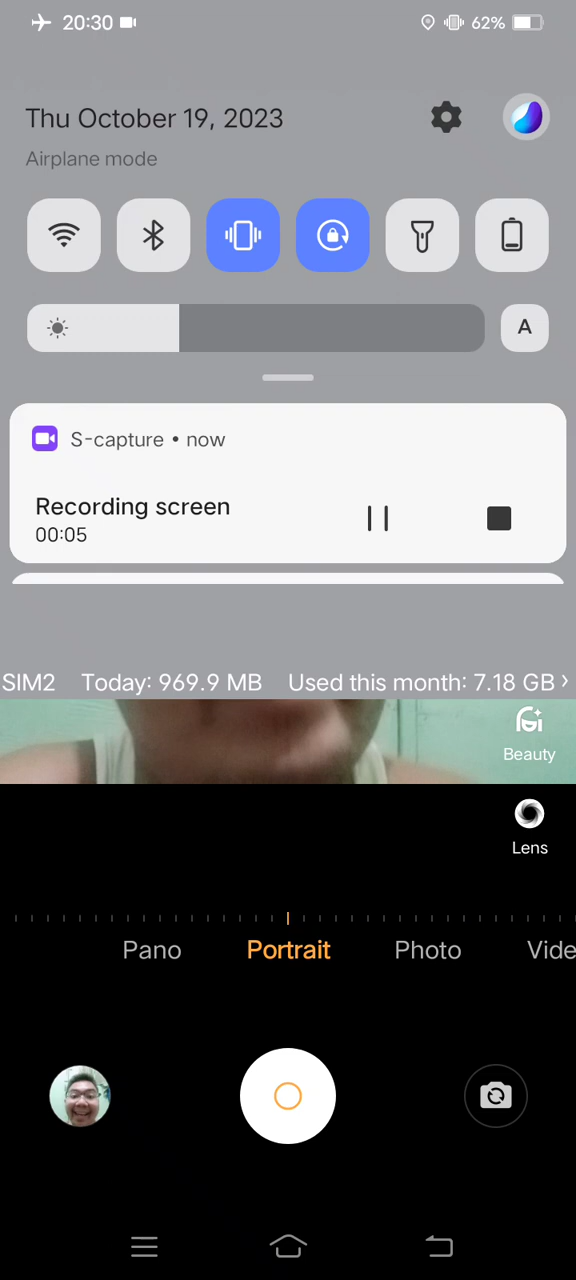 20:30 62%
Thu October 19, 2023
Airplane mode
A
S-capture • now
Recording screen
00:05
SIM2 Today: 969.9 MB Used this month: 7.18 GB ›
Beauty
Lens
Pano Portrait Photo Vide